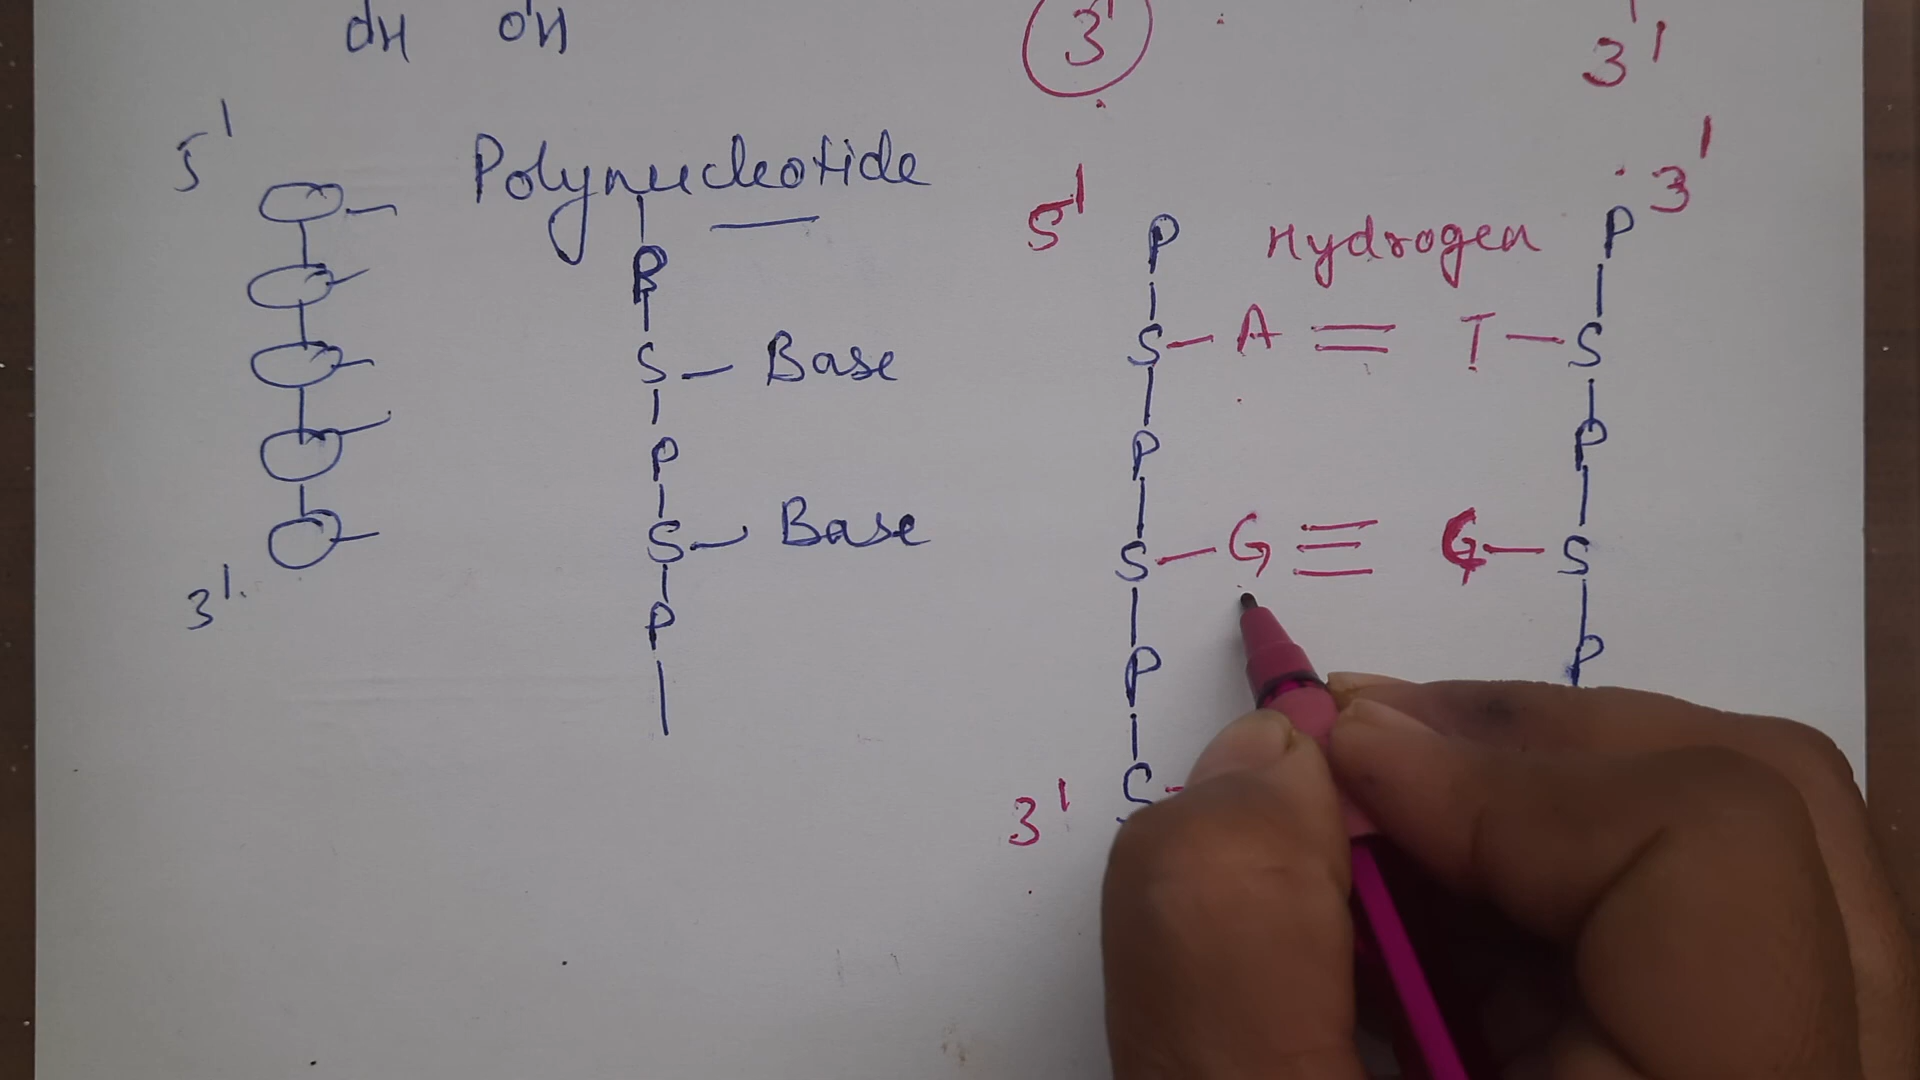 OH OH
3'
3'
5'
Polynucleotide
P
S - Base
P
S - Base
P
3'
5'
P Hydrogen P 3'
S - A = T - S
P P
S - G ≡ C - S
P P
3' S -